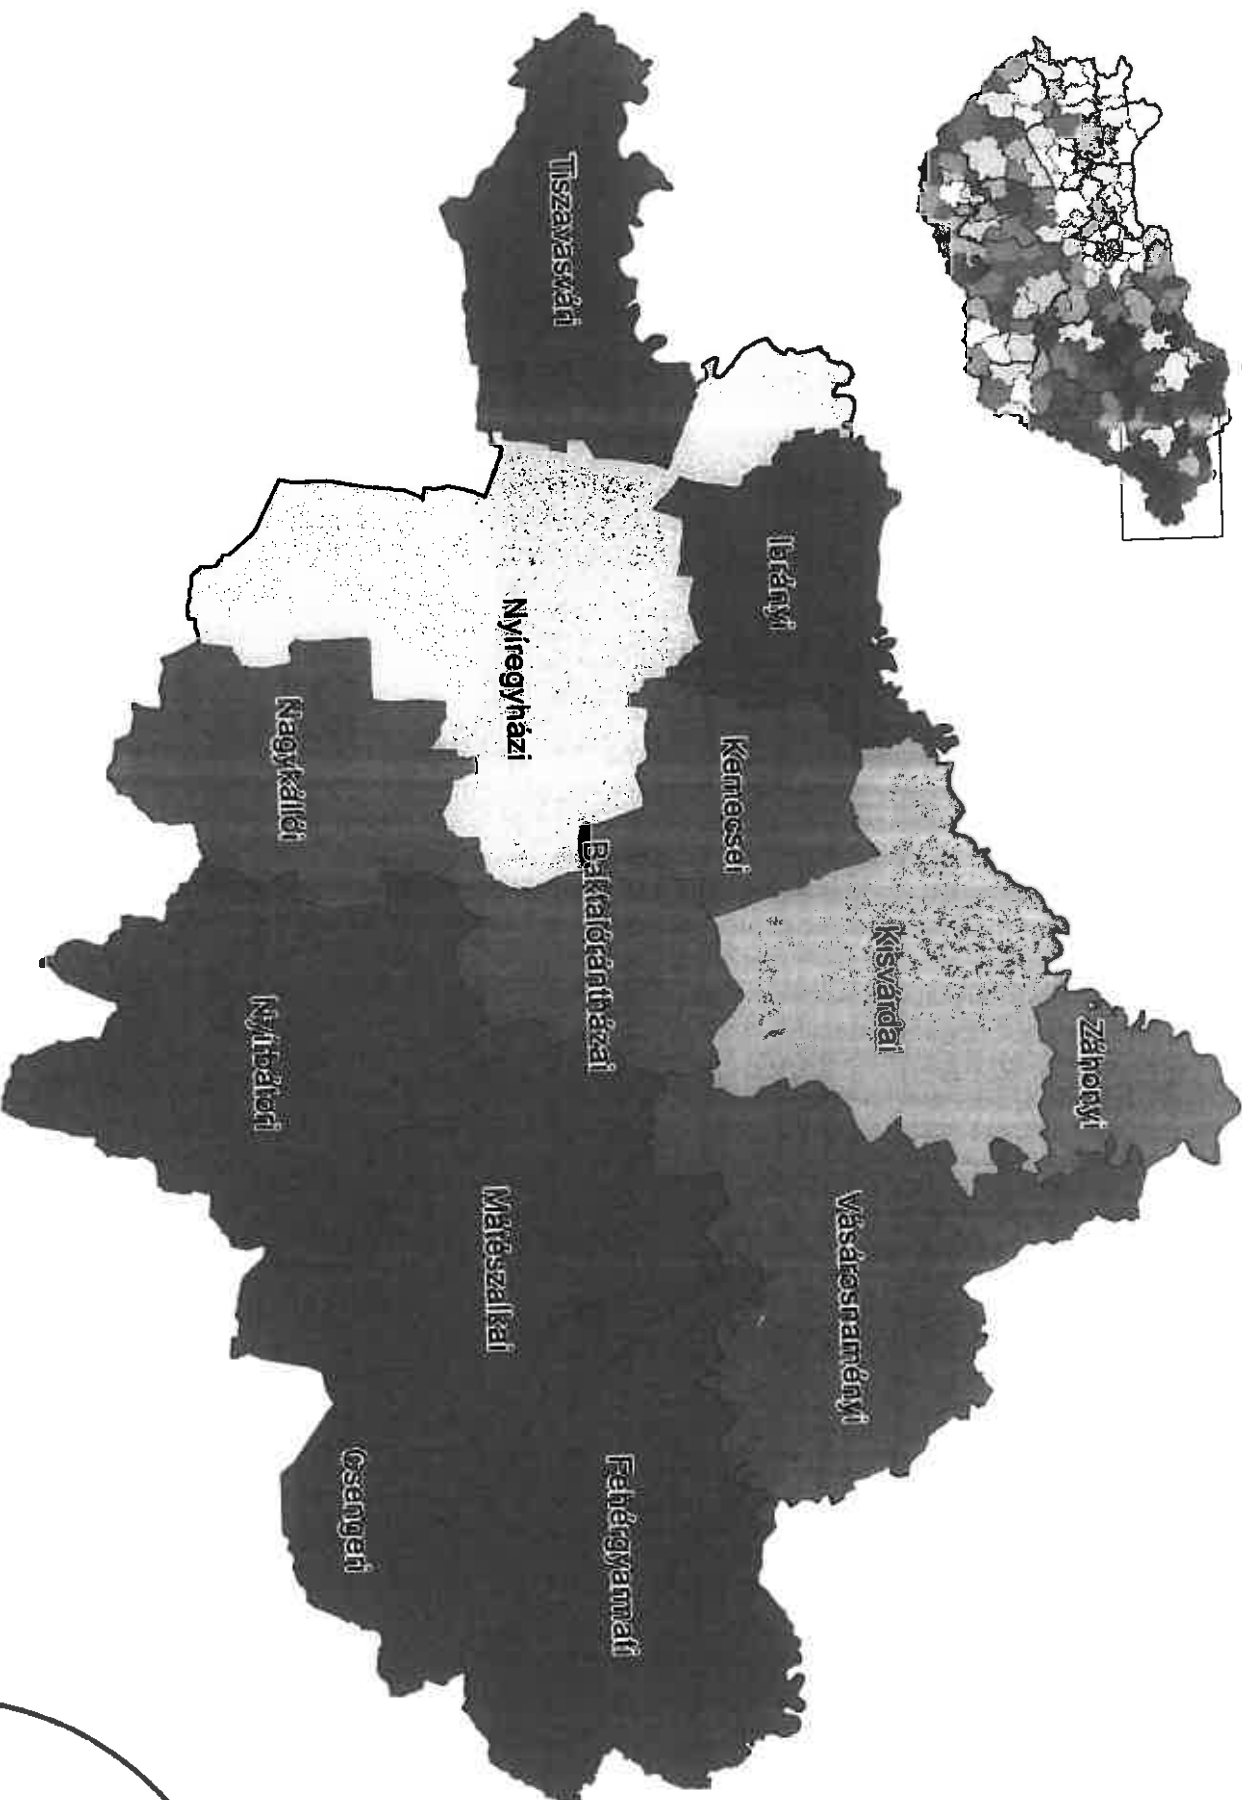 Záhonyi
Kisvárdai
Vásárosnaményi
Ibrányi
Kemecsei
Fehérgyarmati
Baktalórántházai
Tiszavasvári
Nyíregyházi
Mátészalkai
Csengeri
Nagykállói
Nyírbátori